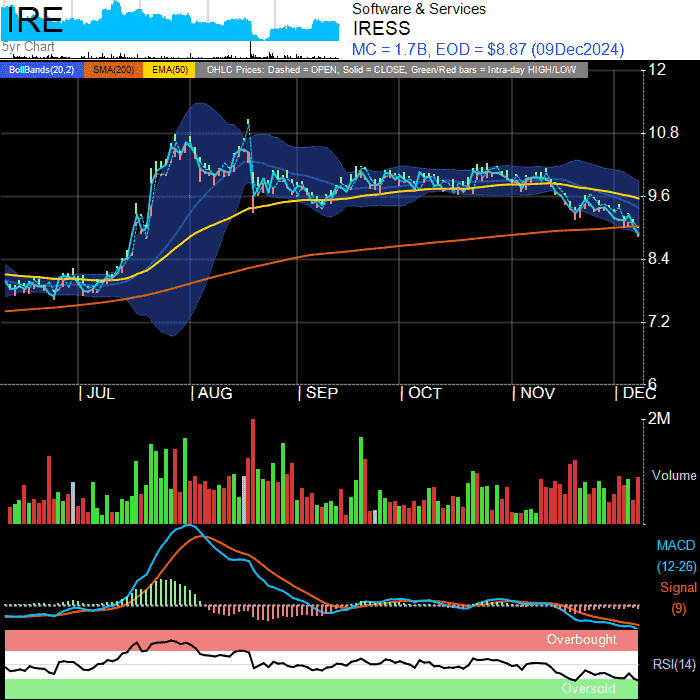 IRE
5yr Chart
Software & Services
IRESS
MC = 1.7B, EOD = $8.87 (09Dec2024)
BollBands(20,2) SMA(200) EMA(50) OHLC Prices: Dashed = OPEN, Solid = CLOSE, Green/Red bars = Intra-day HIGH/LOW
12
10.8
9.6
8.4
7.2
6
| JUL | AUG | SEP | OCT | NOV | DEC
2M
Volume
MACD
(12-26)
Signal
(9)
Overbought
RSI(14)
Oversold